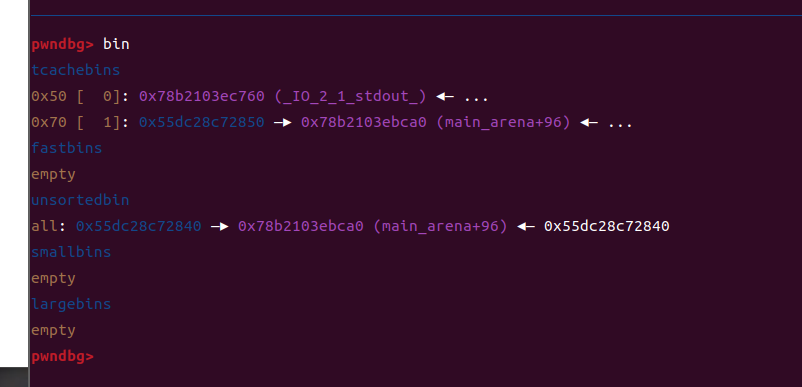 pwndbg> bin
tcachebins
0x50 [  0]: 0x78b2103ec760 (_IO_2_1_stdout_) ◂— ...
0x70 [  1]: 0x55dc28c72850 —▸ 0x78b2103ebca0 (main_arena+96) ◂— ...
fastbins
empty
unsortedbin
all: 0x55dc28c72840 —▸ 0x78b2103ebca0 (main_arena+96) ◂— 0x55dc28c72840
smallbins
empty
largebins
empty
pwndbg>